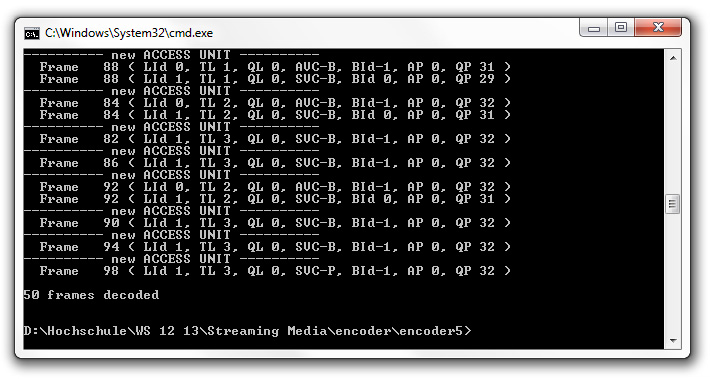 C:\Windows\System32\cmd.exe
---------- new ACCESS UNIT ----------
  Frame   88 ( LId 0, TL 1, QL 0, AVC-B, BId-1, AP 0, QP 31 )
  Frame   88 ( LId 1, TL 1, QL 0, SVC-B, BId 0, AP 0, QP 29 )
---------- new ACCESS UNIT ----------
  Frame   84 ( LId 0, TL 2, QL 0, AVC-B, BId-1, AP 0, QP 32 )
  Frame   84 ( LId 1, TL 2, QL 0, SVC-B, BId 0, AP 0, QP 31 )
---------- new ACCESS UNIT ----------
  Frame   82 ( LId 1, TL 3, QL 0, SVC-B, BId-1, AP 0, QP 32 )
---------- new ACCESS UNIT ----------
  Frame   86 ( LId 1, TL 3, QL 0, SVC-B, BId-1, AP 0, QP 32 )
---------- new ACCESS UNIT ----------
  Frame   92 ( LId 0, TL 2, QL 0, AVC-B, BId-1, AP 0, QP 32 )
  Frame   92 ( LId 1, TL 2, QL 0, SVC-B, BId 0, AP 0, QP 31 )
---------- new ACCESS UNIT ----------
  Frame   90 ( LId 1, TL 3, QL 0, SVC-B, BId-1, AP 0, QP 32 )
---------- new ACCESS UNIT ----------
  Frame   94 ( LId 1, TL 3, QL 0, SVC-B, BId-1, AP 0, QP 32 )
---------- new ACCESS UNIT ----------
  Frame   98 ( LId 1, TL 3, QL 0, SVC-P, BId-1, AP 0, QP 32 )
50 frames decoded
D:\Hochschule\WS 12 13\Streaming Media\encoder\encoder5>